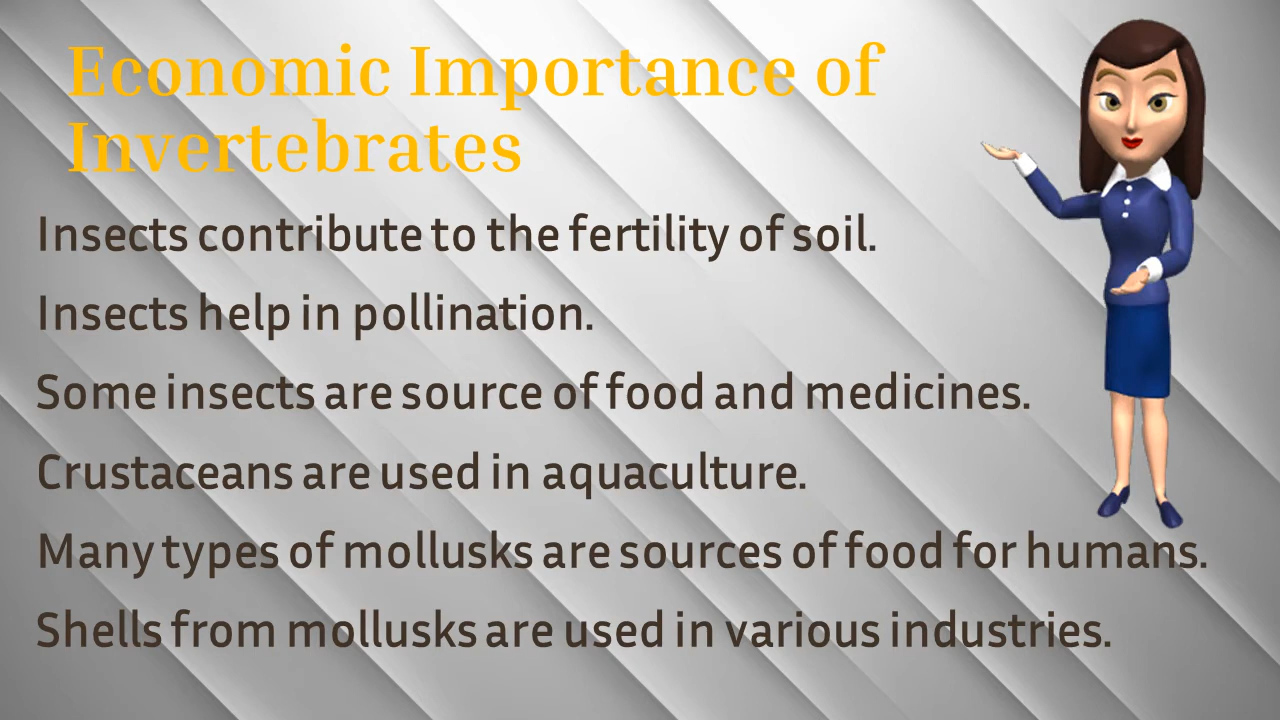 Economic Importance of
Invertebrates
Insects contribute to the fertility of soil.
Insects help in pollination.
Some insects are source of food and medicines.
Crustaceans are used in aquaculture.
Many types of mollusks are sources of food for humans.
Shells from mollusks are used in various industries.